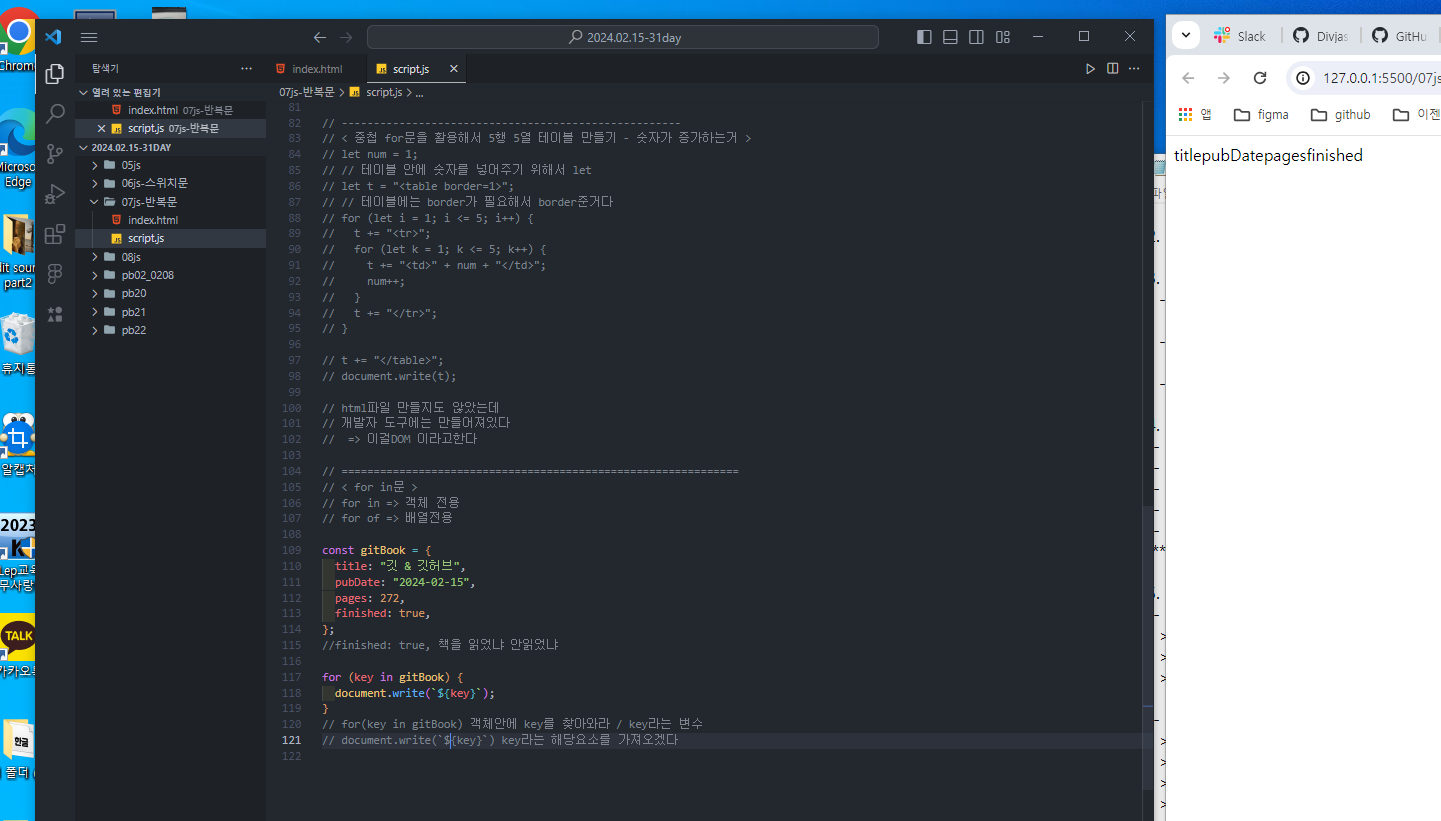 2024.02.15-31day
Slack
Divjas
GitHu
127.0.0.1:5500/07js
앱
figma
github
이젠
titlepubDatepagesfinished
Chrome
Edge
part2
휴지통
알캡처
2023
TALK
카카오톡
한글
폴더
탐색기
열려 있는 편집기
index.html 07js-반복문
script.js 07js-반복문
2024.02.15-31DAY
05js
06js-스위치문
07js-반복문
index.html
script.js
08js
pb02_0208
pb20
pb21
pb22
index.html
script.js
07js-반복문 > script.js > ...
81
82 // -----------------------------------------------------
83 // < 중첩 for문을 활용해서 5행 5열 테이블 만들기 - 숫자가 증가하는거 >
84 // let num = 1;
85 // // 테이블 안에 숫자를 넣어주기 위해서 let
86 // let t = "<table border=1>";
87 // // 테이블에는 border가 필요해서 border준거다
88 // for (let i = 1; i <= 5; i++) {
89 //   t += "<tr>";
90 //   for (let k = 1; k <= 5; k++) {
91 //     t += "<td>" + num + "</td>";
92 //     num++;
93 //   }
94 //   t += "</tr>";
95 // }
96
97 // t += "</table>";
98 // document.write(t);
99
100 // html파일 만들지도 않았는데
101 // 개발자 도구에는 만들어져있다
102 //  => 이걸DOM 이라고한다
103
104 // ==============================================================
105 // < for in문 >
106 // for in => 객체 전용
107 // for of => 배열전용
108
109 const gitBook = {
110   title: "깃 & 깃허브",
111   pubDate: "2024-02-15",
112   pages: 272,
113   finished: true,
114 };
115 //finished: true, 책을 읽었냐 안읽었냐
116
117 for (key in gitBook) {
118   document.write(`${key}`);
119 }
120 // for(key in gitBook) 객체안에 key를 찾아와라 / key라는 변수
121 // document.write(`${key}`) key라는 해당요소를 가져오겠다
122